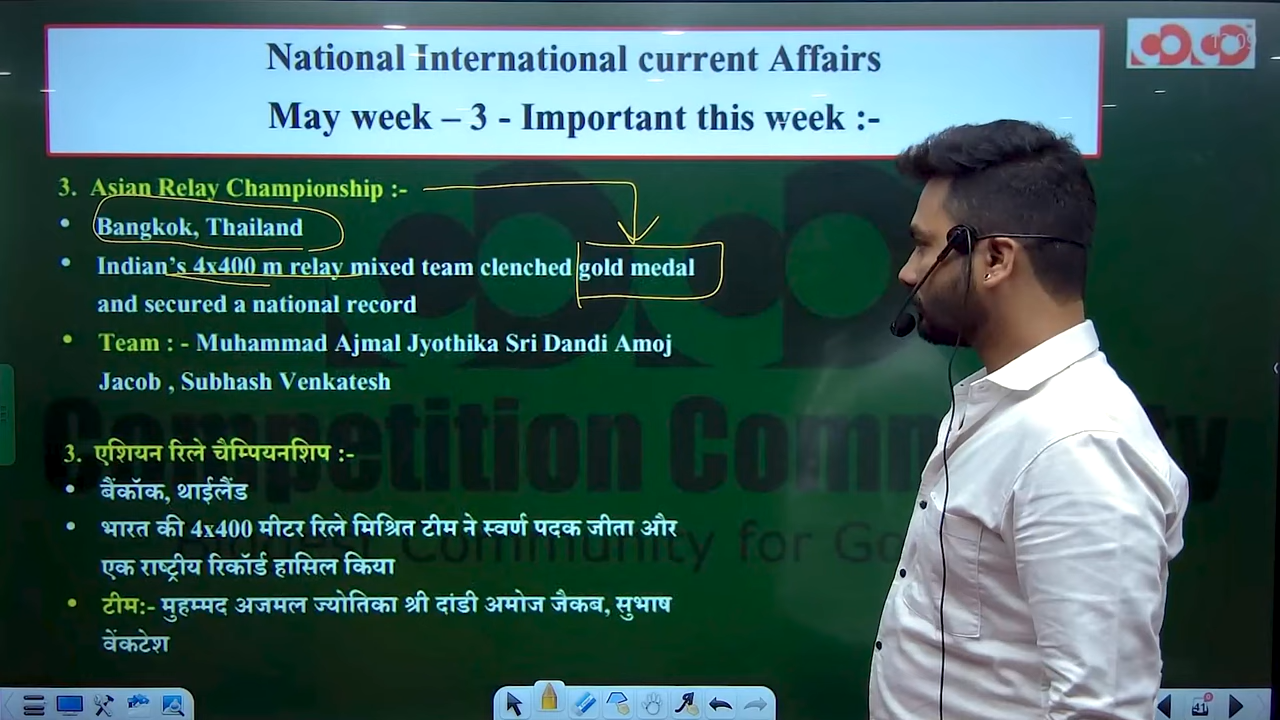 National International current Affairs
May week – 3 - Important this week :-
3. Asian Relay Championship :-
• Bangkok, Thailand
• Indian's 4x400 m relay mixed team clenched gold medal
and secured a national record
• Team : - Muhammad Ajmal Jyothika Sri Dandi Amoj
Jacob , Subhash Venkatesh
3. एशियन रिले चैम्पियनशिप :-
• बैंकॉक, थाईलैंड
• भारत की 4x400 मीटर रिले मिश्रित टीम ने स्वर्ण पदक जीता और
एक राष्ट्रीय रिकॉर्ड हासिल किया
• टीम:- मुहम्मद अजमल ज्योतिका श्री दांडी अमोज जैकब, सुभाष
वेंकटेश
Competition Community
Community for
41